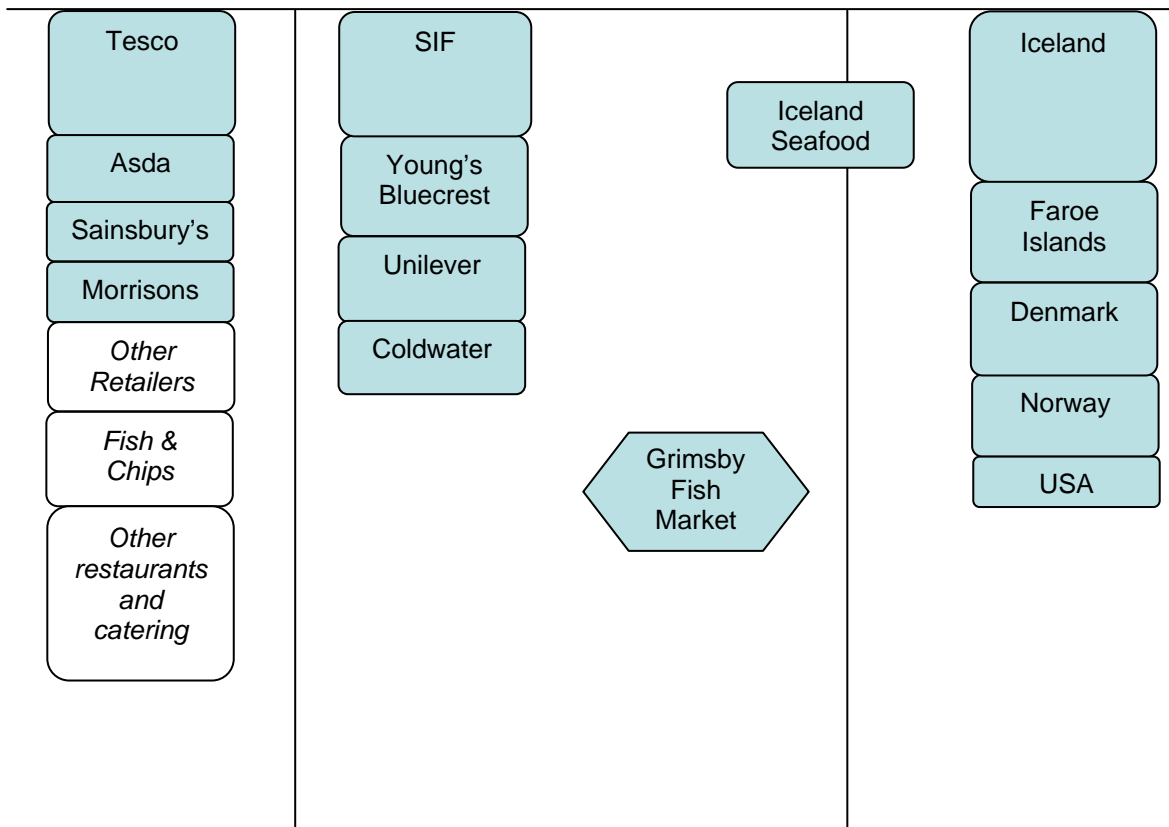 Tesco
Asda
Sainsbury’s
Morrisons
Other
Retailers
Fish &
Chips
Other
restaurants
and
catering
SIF
Young’s
Bluecrest
Unilever
Coldwater
Grimsby
Fish
Market
Iceland
Seafood
Iceland
Faroe
Islands
Denmark
Norway
USA